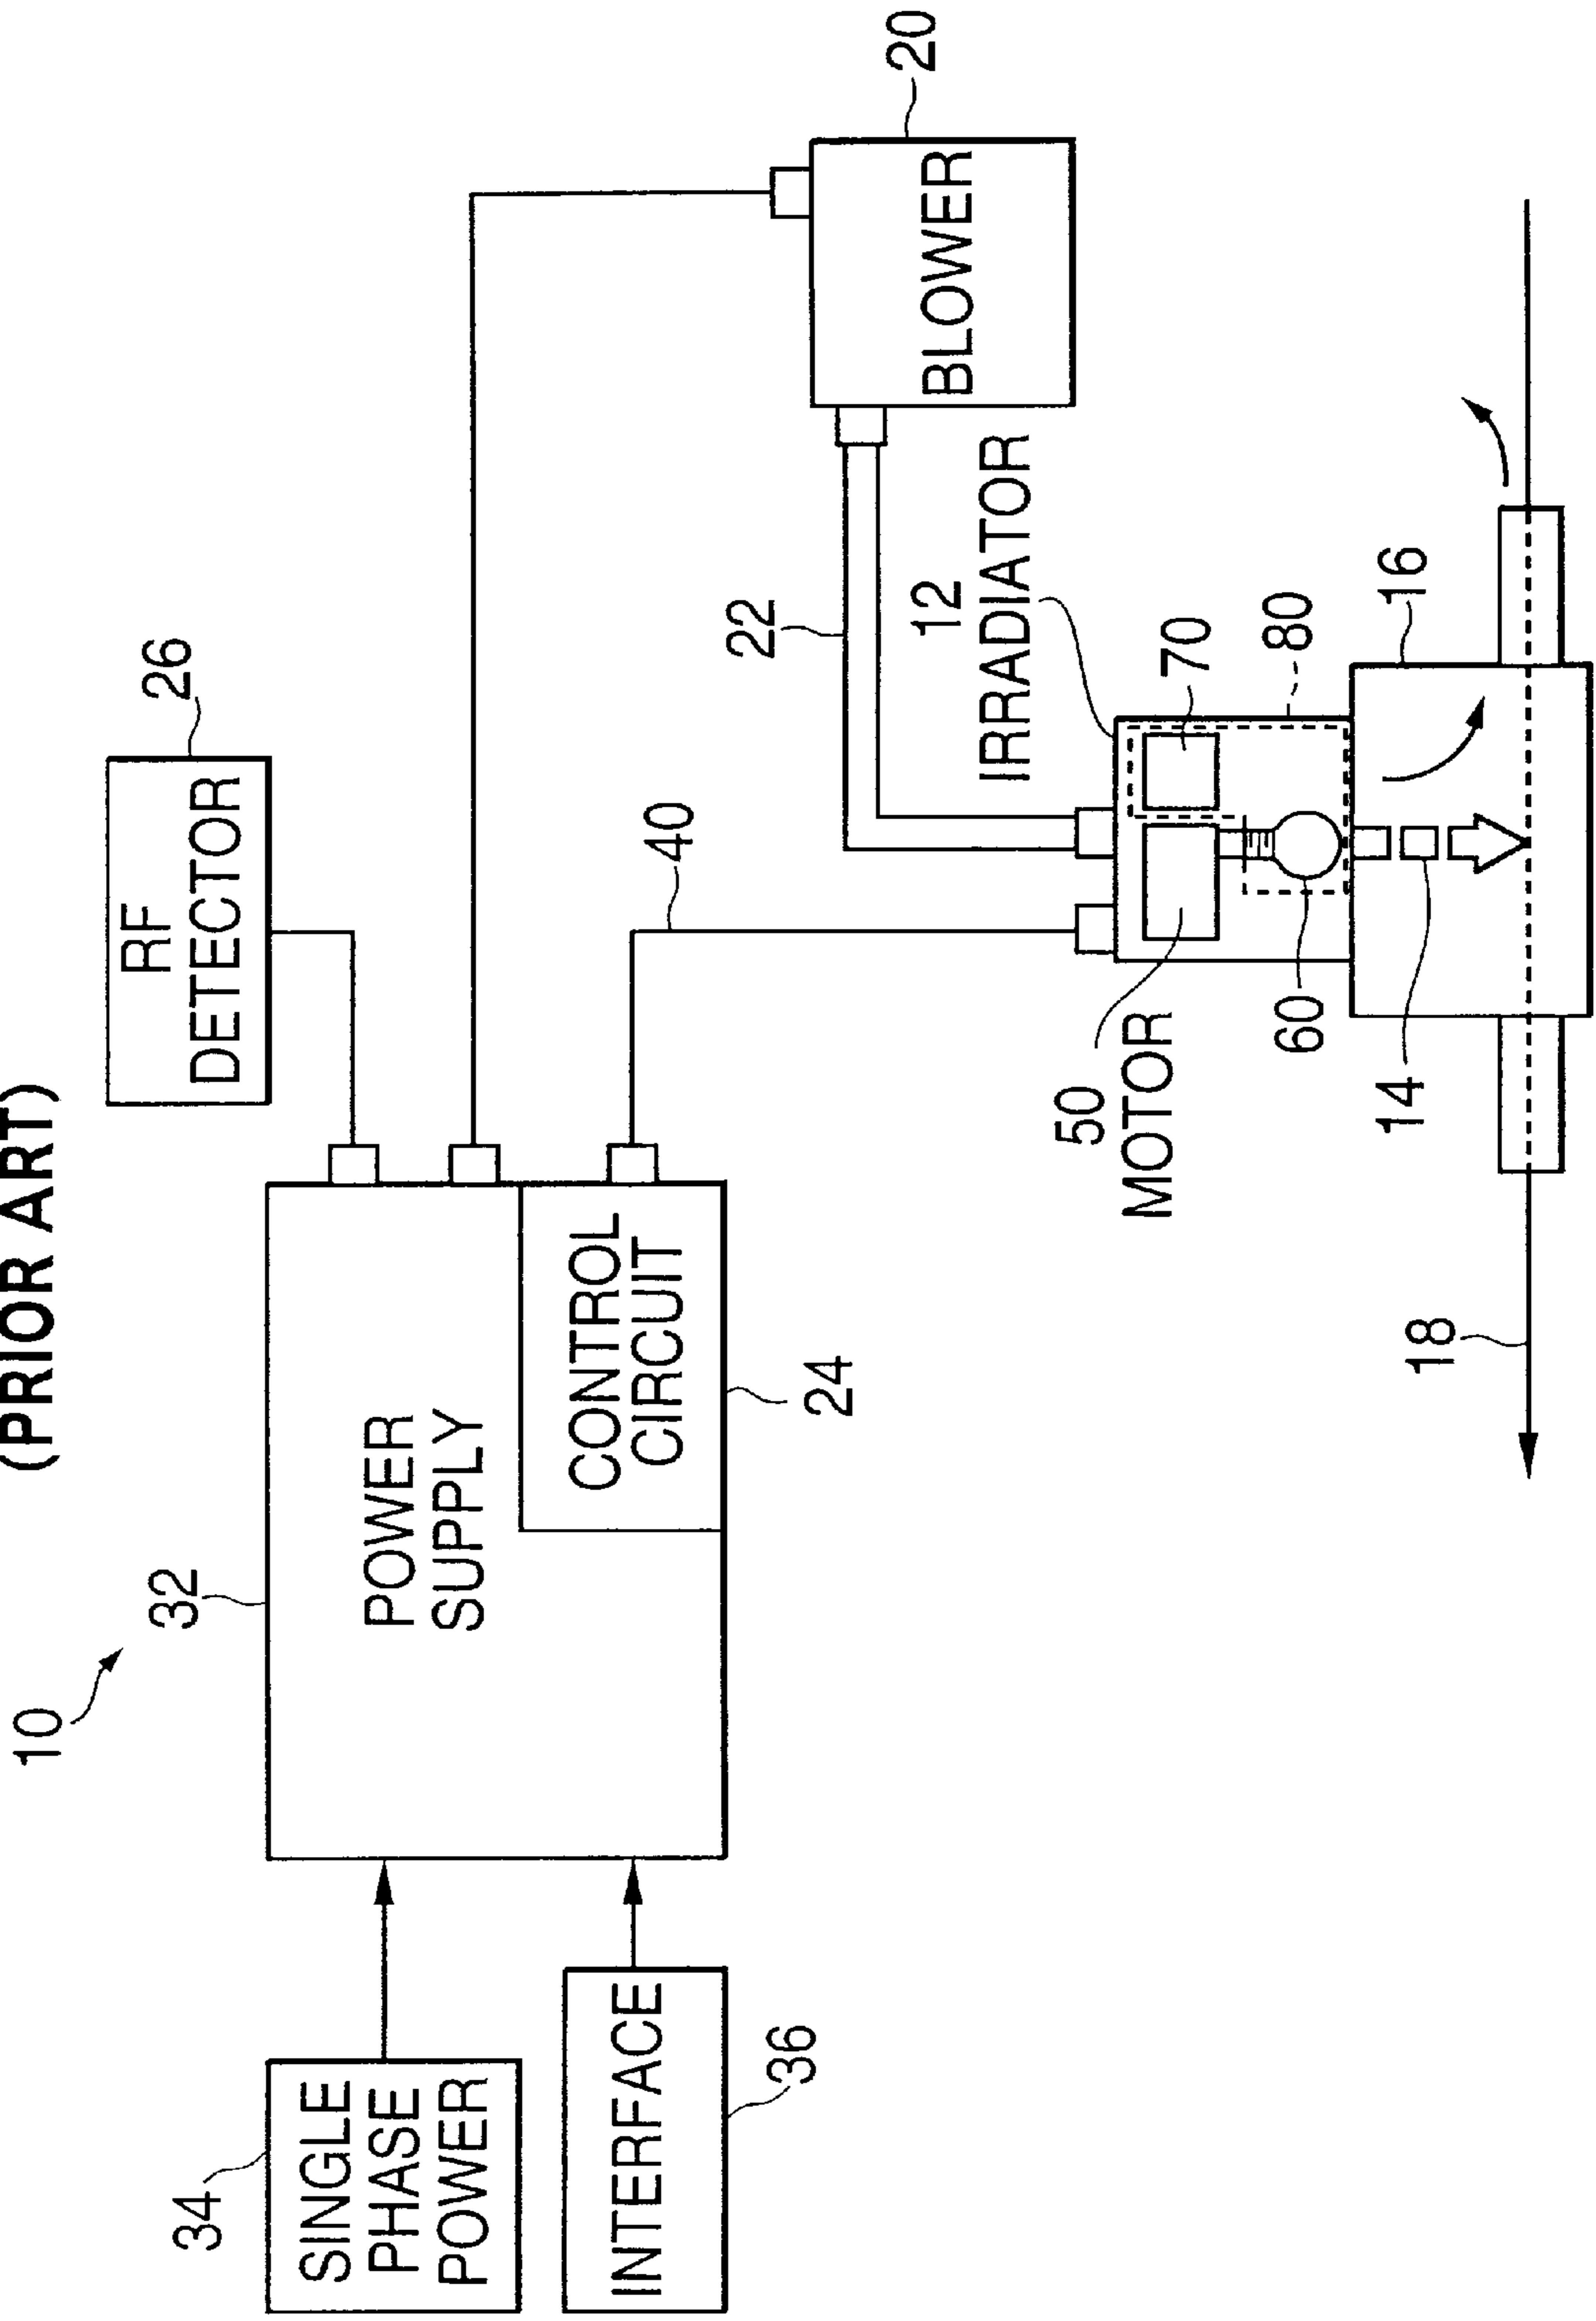 (PRIOR ART)
10
32
26
RF
DETECTOR
34
SINGLE
PHASE
POWER
POWER
SUPPLY
INTERFACE
36
CONTROL
CIRCUIT
24
40
22
20
BLOWER
12
IRRADIATOR
50
MOTOR
70
60
80
14
16
18